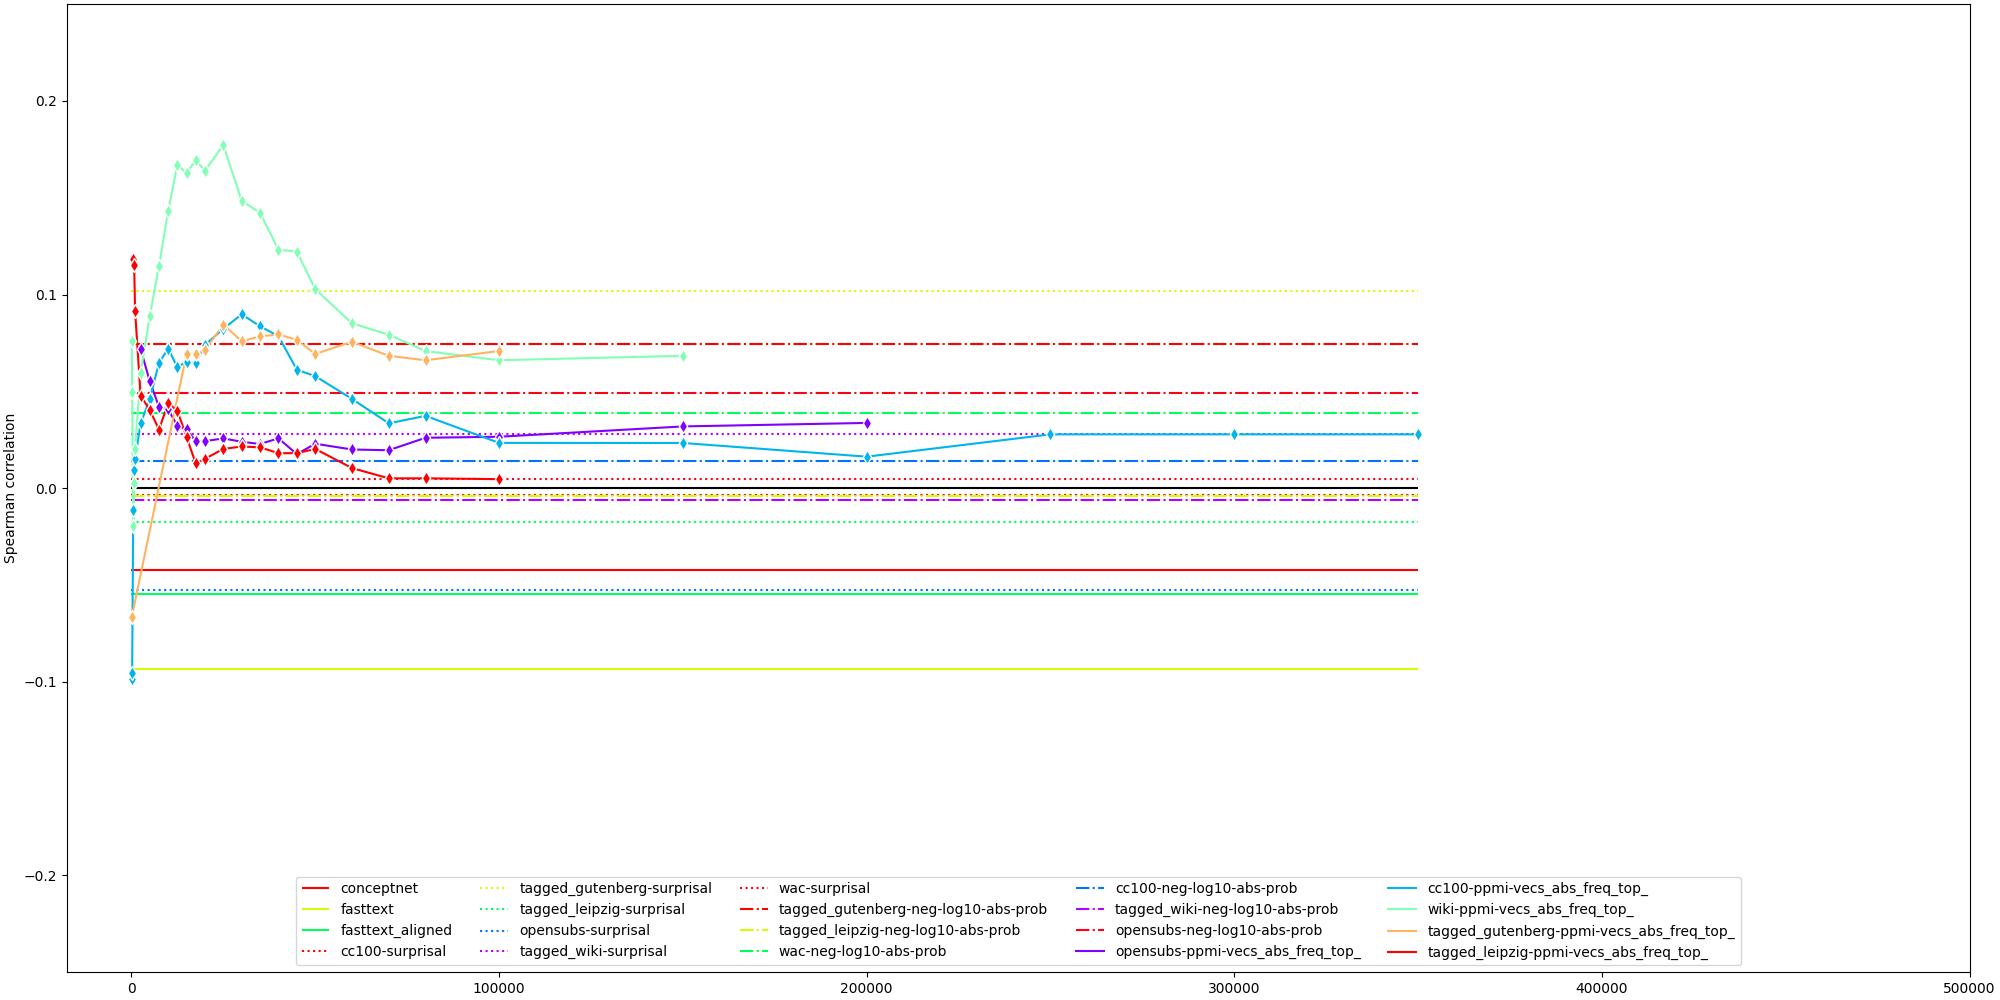 0.2
0.1
0.0
−0.1
−0.2
Spearman correlation
conceptnet
fasttext
fasttext_aligned
cc100-surprisal
tagged_gutenberg-surprisal
tagged_leipzig-surprisal
opensubs-surprisal
tagged_wiki-surprisal
wac-surprisal
tagged_gutenberg-neg-log10-abs-prob
tagged_leipzig-neg-log10-abs-prob
wac-neg-log10-abs-prob
cc100-neg-log10-abs-prob
tagged_wiki-neg-log10-abs-prob
opensubs-neg-log10-abs-prob
opensubs-ppmi-vecs_abs_freq_top_
cc100-ppmi-vecs_abs_freq_top_
wiki-ppmi-vecs_abs_freq_top_
tagged_gutenberg-ppmi-vecs_abs_freq_top_
tagged_leipzig-ppmi-vecs_abs_freq_top_
0 100000 200000 300000 400000 500000